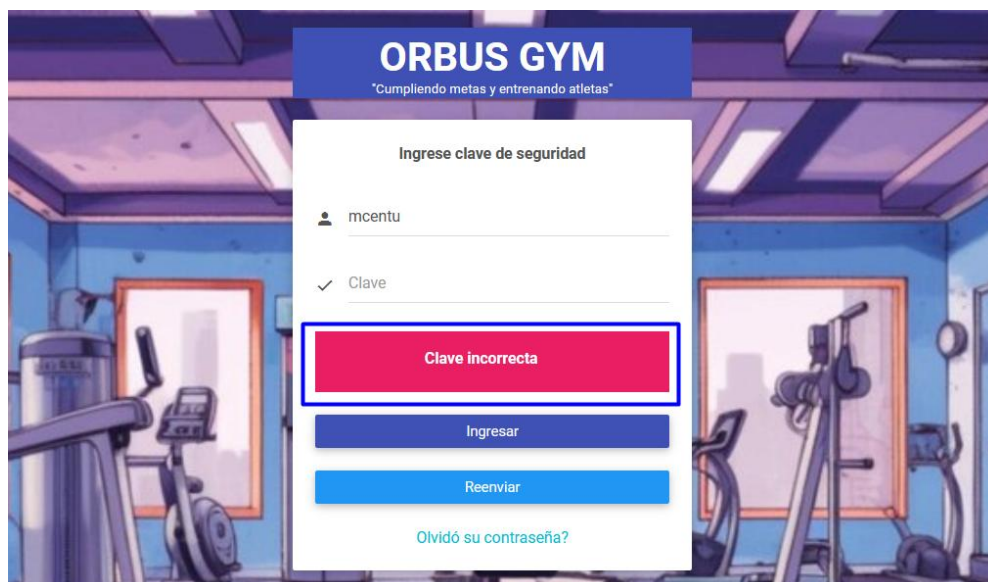 ORBUS GYM
"Cumpliendo metas y entrenando atletas"
Ingrese clave de seguridad
mcentu
Clave
Clave incorrecta
Ingresar
Reenviar
Olvidó su contraseña?